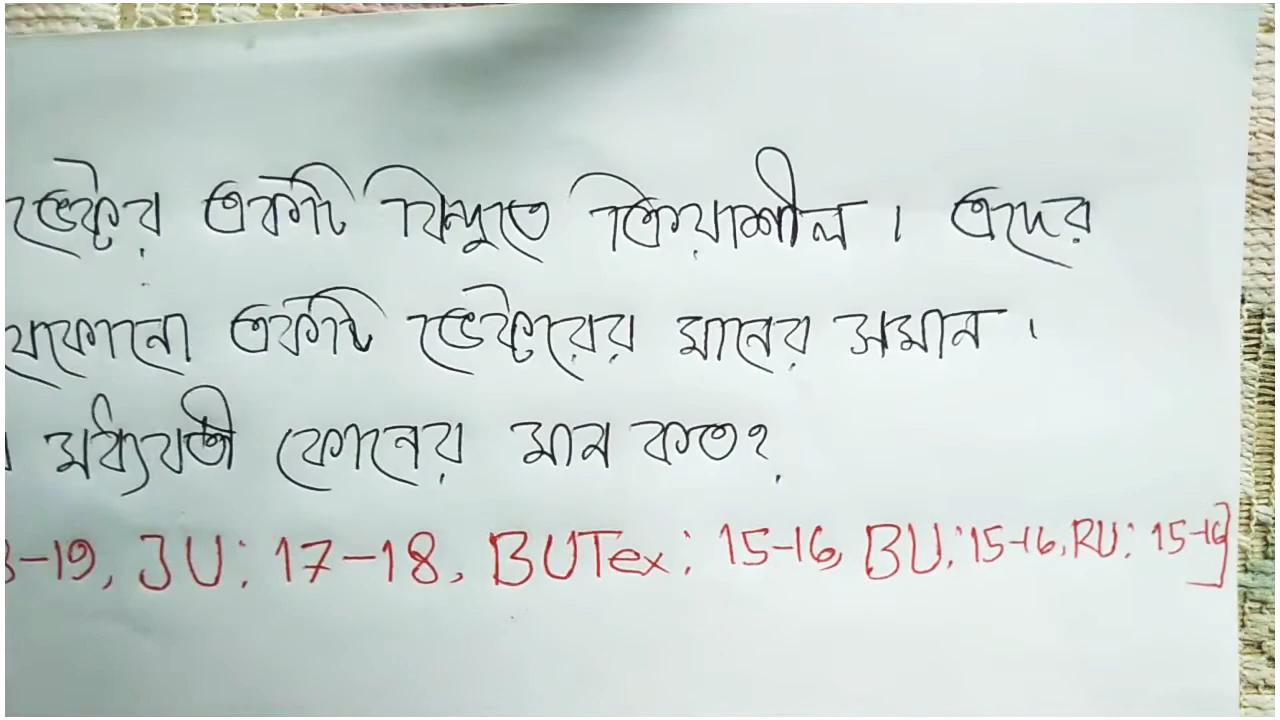 ভেক্টর একটি বিন্দুতে ক্রিয়াশীল। এদের
যেকোনো একটি ভেক্টরের মানের সমান।
মধ্যবর্তী কোনের মান কত?
8-19, JU: 17-18, BUTex: 15-16, BU: 15-16, RU: 15-16]